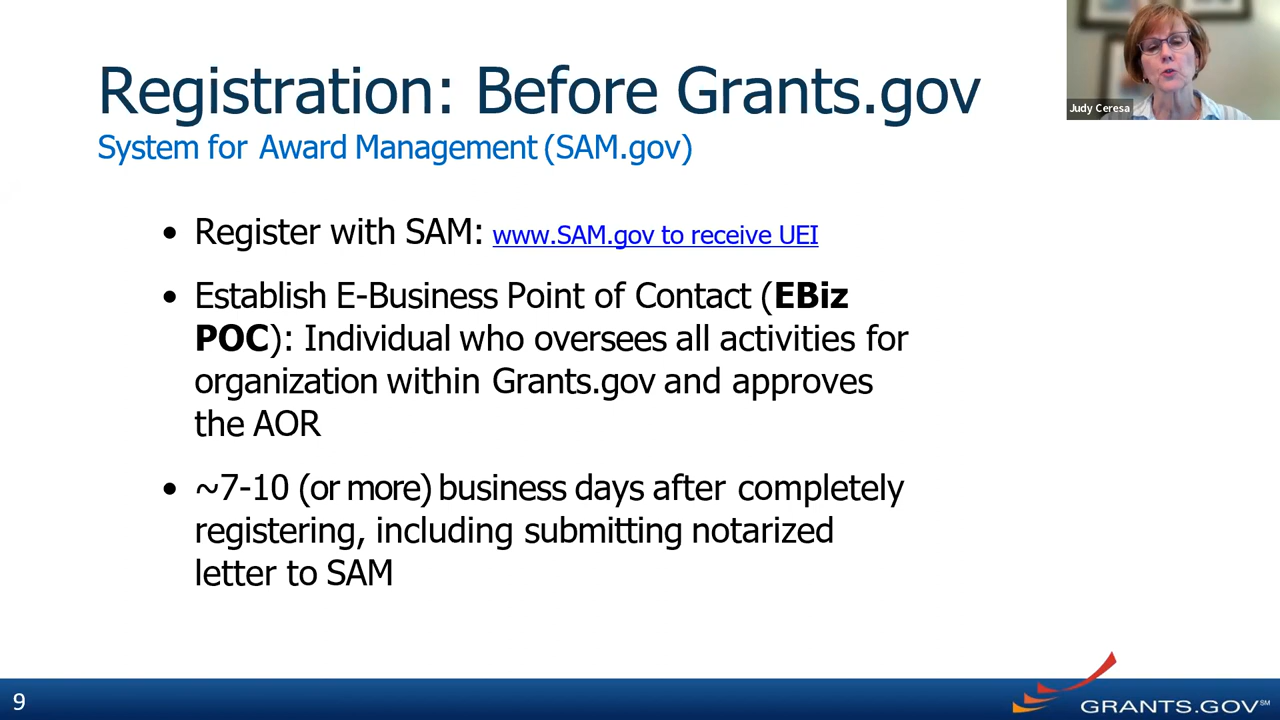 Registration: Before Grants.gov
System for Award Management (SAM.gov)
Judy Ceresa
• Register with SAM: www.SAM.gov to receive UEI
• Establish E-Business Point of Contact (EBiz
POC): Individual who oversees all activities for
organization within Grants.gov and approves
the AOR
• ~7-10 (or more) business days after completely
registering, including submitting notarized
letter to SAM
9
GRANTS.GOV℠